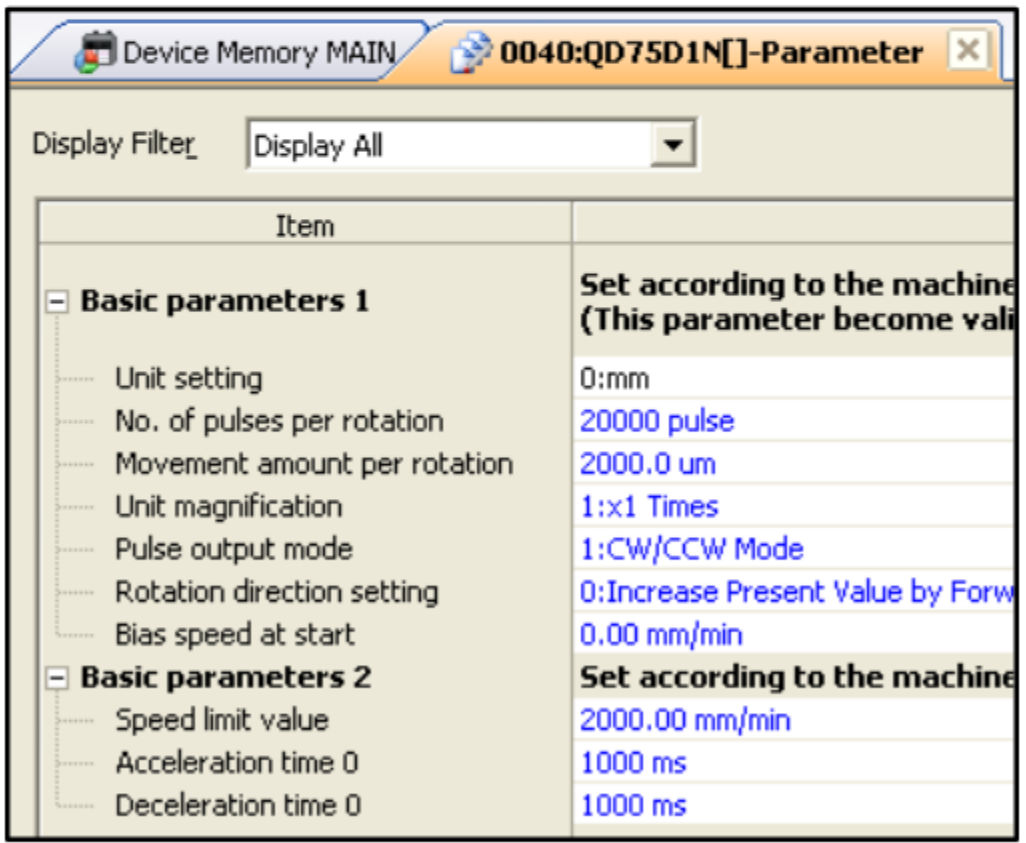 Device Memory MAIN 0040:QD75D1N[]-Parameter
Display Filter Display All
Item
Basic parameters 1 Set according to the machine
(This parameter become vali
Unit setting 0:mm
No. of pulses per rotation 20000 pulse
Movement amount per rotation 2000.0 um
Unit magnification 1:x1 Times
Pulse output mode 1:CW/CCW Mode
Rotation direction setting 0:Increase Present Value by Forw
Bias speed at start 0.00 mm/min
Basic parameters 2 Set according to the machine
Speed limit value 2000.00 mm/min
Acceleration time 0 1000 ms
Deceleration time 0 1000 ms